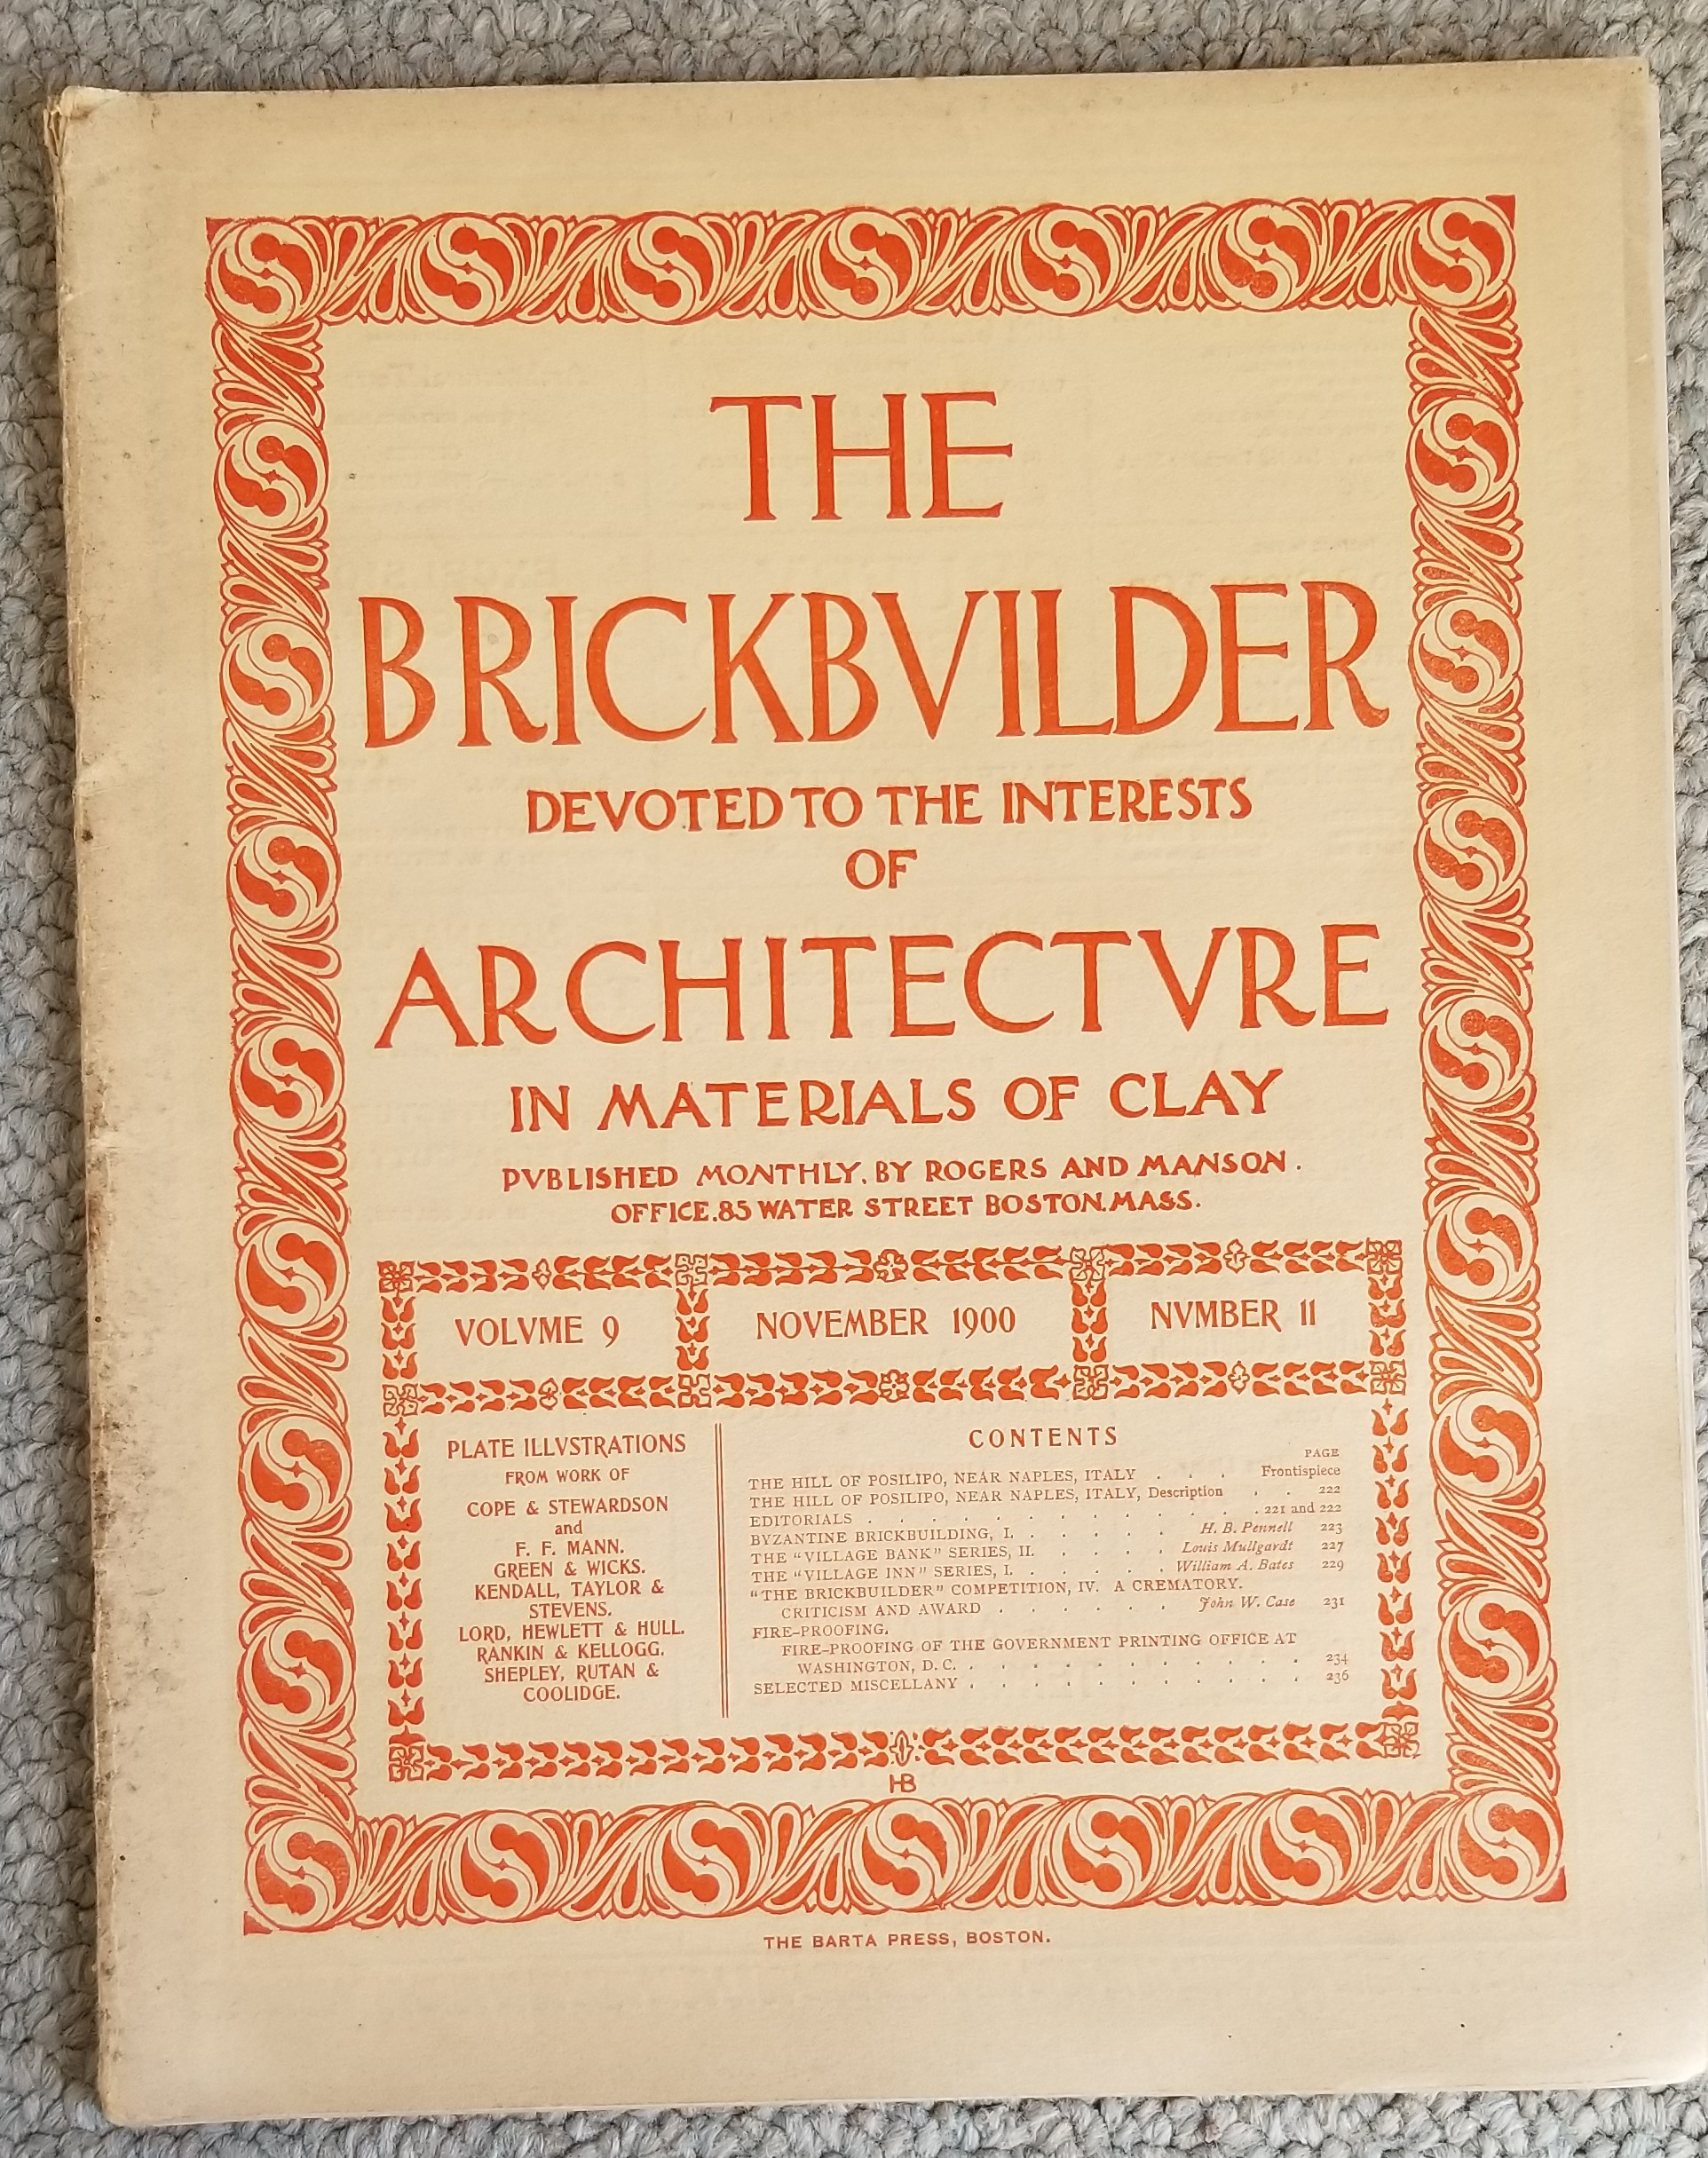 THE
BRICKBVILDER
DEVOTED TO THE INTERESTS
OF
ARCHITECTVRE
IN MATERIALS OF CLAY
PVBLISHED MONTHLY. BY ROGERS AND MANSON.
OFFICE.85 WATER STREET BOSTON.MASS.
VOLVME 9
NOVEMBER 1900
NVMBER 11
PLATE ILLVSTRATIONS
FROM WORK OF
COPE & STEWARDSON
and
F. F. MANN.
GREEN & WICKS.
KENDALL, TAYLOR &
STEVENS.
LORD, HEWLETT & HULL.
RANKIN & KELLOGG.
SHEPLEY, RUTAN &
COOLIDGE.
CONTENTS
PAGE
THE HILL OF POSILIPO, NEAR NAPLES, ITALY . . . Frontispiece
THE HILL OF POSILIPO, NEAR NAPLES, ITALY, Description . . 222
EDITORIALS . . . . . . . . . . . . . 221 and 222
BYZANTINE BRICKBUILDING, I. . . . . . H. B. Pennell 223
THE "VILLAGE BANK" SERIES, II. . . . . Louis Mullgardt 227
THE "VILLAGE INN" SERIES, I. . . . . . William A. Bates 229
"THE BRICKBUILDER" COMPETITION, IV. A CREMATORY.
CRITICISM AND AWARD . . . . . . John W. Case 231
FIRE-PROOFING.
FIRE-PROOFING OF THE GOVERNMENT PRINTING OFFICE AT
WASHINGTON, D. C. . . . . . . . . . . . 234
SELECTED MISCELLANY . . . . . . . . . . 236
HB
THE BARTA PRESS, BOSTON.